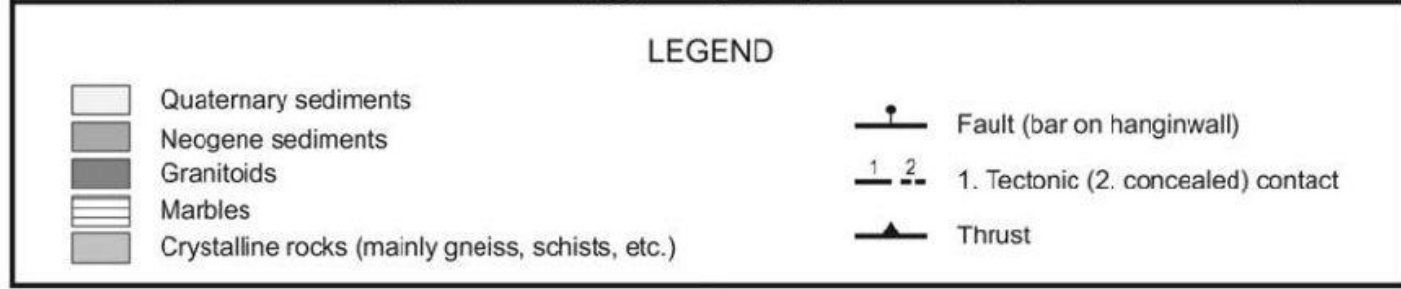 LEGEND
Quaternary sediments
Neogene sediments
Granitoids
Marbles
Crystalline rocks (mainly gneiss, schists, etc.)
Fault (bar on hanginwall)
1 2
1. Tectonic (2. concealed) contact
Thrust